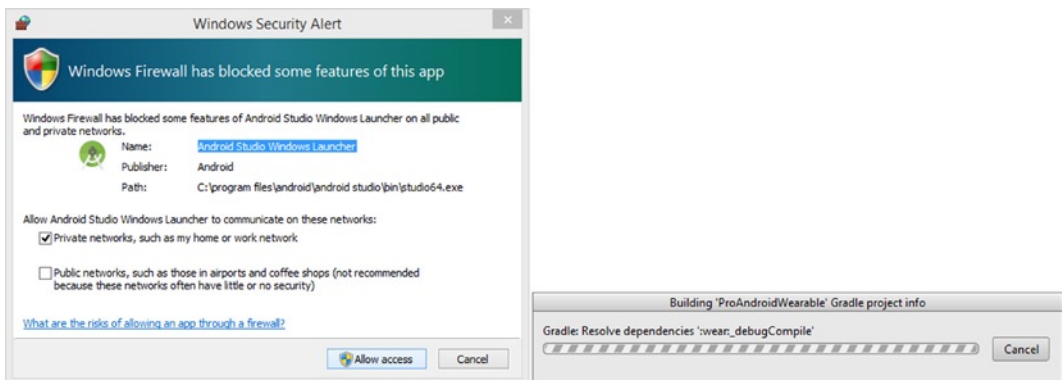 Windows Security Alert
Windows Firewall has blocked some features of this app
Windows Firewall has blocked some features of Android Studio Windows Launcher on all public
and private networks.
Name: Android Studio Windows Launcher
Publisher: Android
Path: C:\program files\android\android studio\bin\studio64.exe
Allow Android Studio Windows Launcher to communicate on these networks:
Private networks, such as my home or work network
Public networks, such as those in airports and coffee shops (not recommended
because these networks often have little or no security)
What are the risks of allowing an app through a firewall?
Allow access Cancel
Building 'ProAndroidWearable' Gradle project info
Gradle: Resolve dependencies ':wear:_debugCompile'
Cancel